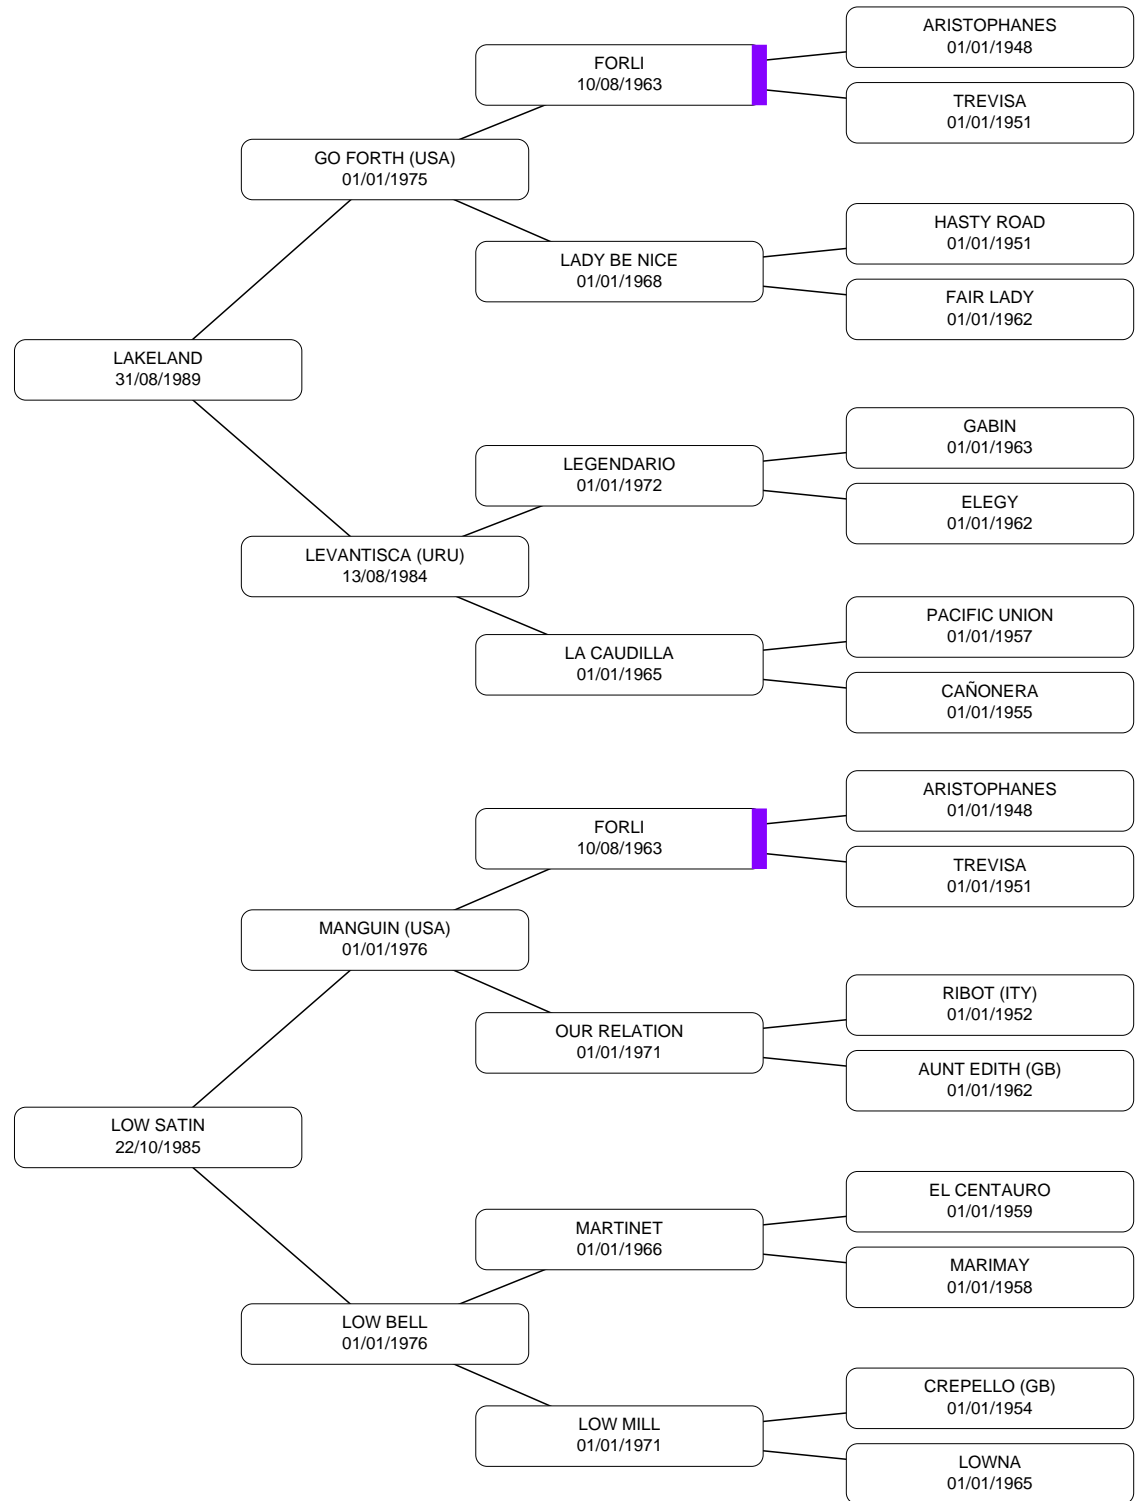 ARISTOPHANES
01/01/1948
FORLI
10/08/1963
TREVISA
01/01/1951
GO FORTH (USA)
01/01/1975
HASTY ROAD
01/01/1951
LADY BE NICE
01/01/1968
FAIR LADY
01/01/1962
LAKELAND
31/08/1989
GABIN
01/01/1963
LEGENDARIO
01/01/1972
ELEGY
01/01/1962
LEVANTISCA (URU)
13/08/1984
PACIFIC UNION
01/01/1957
LA CAUDILLA
01/01/1965
CAÑONERA
01/01/1955
ARISTOPHANES
01/01/1948
FORLI
10/08/1963
TREVISA
01/01/1951
MANGUIN (USA)
01/01/1976
RIBOT (ITY)
01/01/1952
OUR RELATION
01/01/1971
AUNT EDITH (GB)
01/01/1962
LOW SATIN
22/10/1985
EL CENTAURO
01/01/1959
MARTINET
01/01/1966
MARIMAY
01/01/1958
LOW BELL
01/01/1976
CREPELLO (GB)
01/01/1954
LOW MILL
01/01/1971
LOWNA
01/01/1965